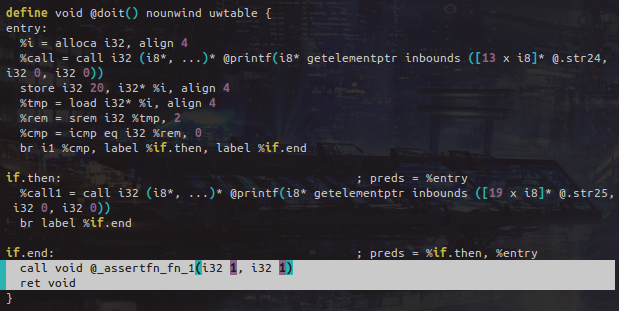 define void @doit() nounwind uwtable {
entry:
  %i = alloca i32, align 4
  %call = call i32 (i8*, ...)* @printf(i8* getelementptr inbounds ([13 x i8]* @.str24,
i32 0, i32 0))
  store i32 20, i32* %i, align 4
  %tmp = load i32* %i, align 4
  %rem = srem i32 %tmp, 2
  %cmp = icmp eq i32 %rem, 0
  br i1 %cmp, label %if.then, label %if.end
if.then:                                          ; preds = %entry
  %call1 = call i32 (i8*, ...)* @printf(i8* getelementptr inbounds ([19 x i8]* @.str25,
 i32 0, i32 0))
  br label %if.end
if.end:                                           ; preds = %if.then, %entry
  call void @_assertfn_fn_1(i32 1, i32 1)
  ret void
}